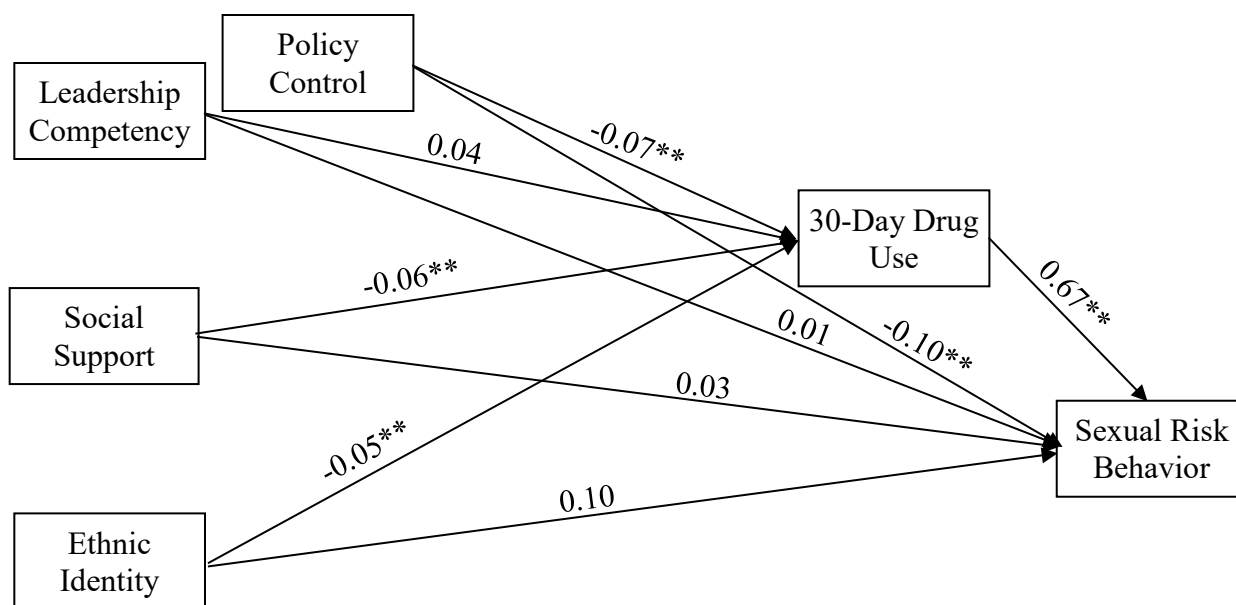 Policy
Control
Leadership
Competency
0.04
-0.07**
30-Day Drug
Use
-0.06**
0.67**
Social
Support
0.01
-0.10**
0.03
Sexual Risk
Behavior
-0.05**
0.10
Ethnic
Identity